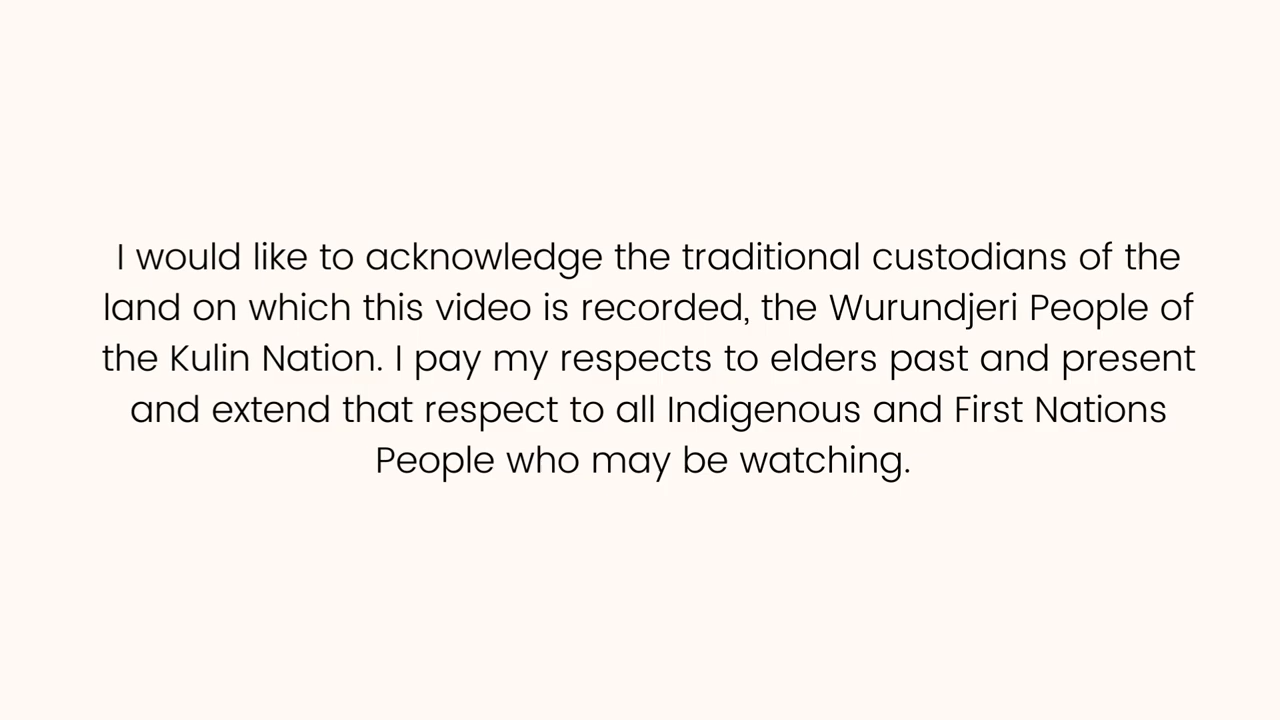 I would like to acknowledge the traditional custodians of the
land on which this video is recorded, the Wurundjeri People of
the Kulin Nation. I pay my respects to elders past and present
and extend that respect to all Indigenous and First Nations
People who may be watching.